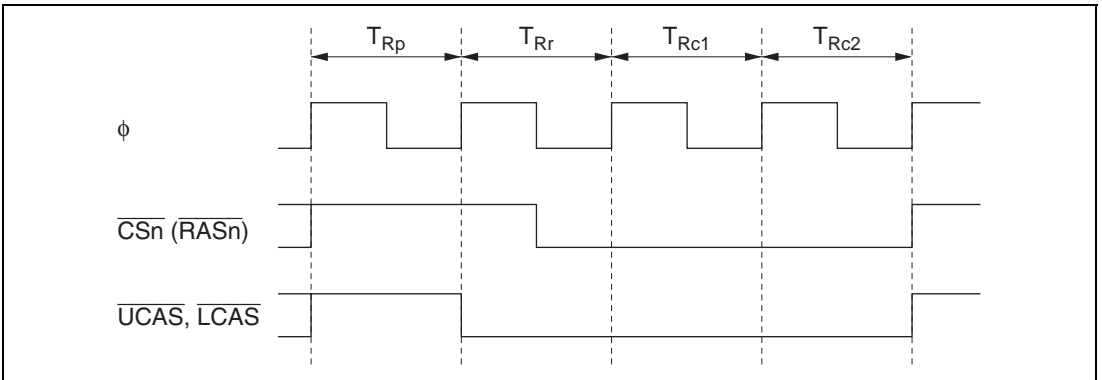 T_Rp T_Rr T_Rc1 T_Rc2
ϕ
CSn (RASn)
UCAS, LCAS